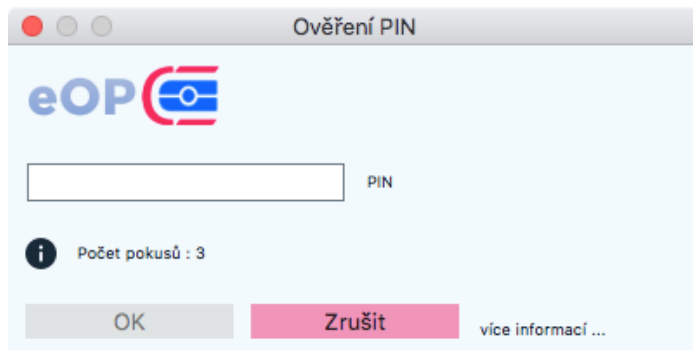 Ověření PIN
eOP
PIN
Počet pokusů : 3
OK
Zrušit
více informací ...